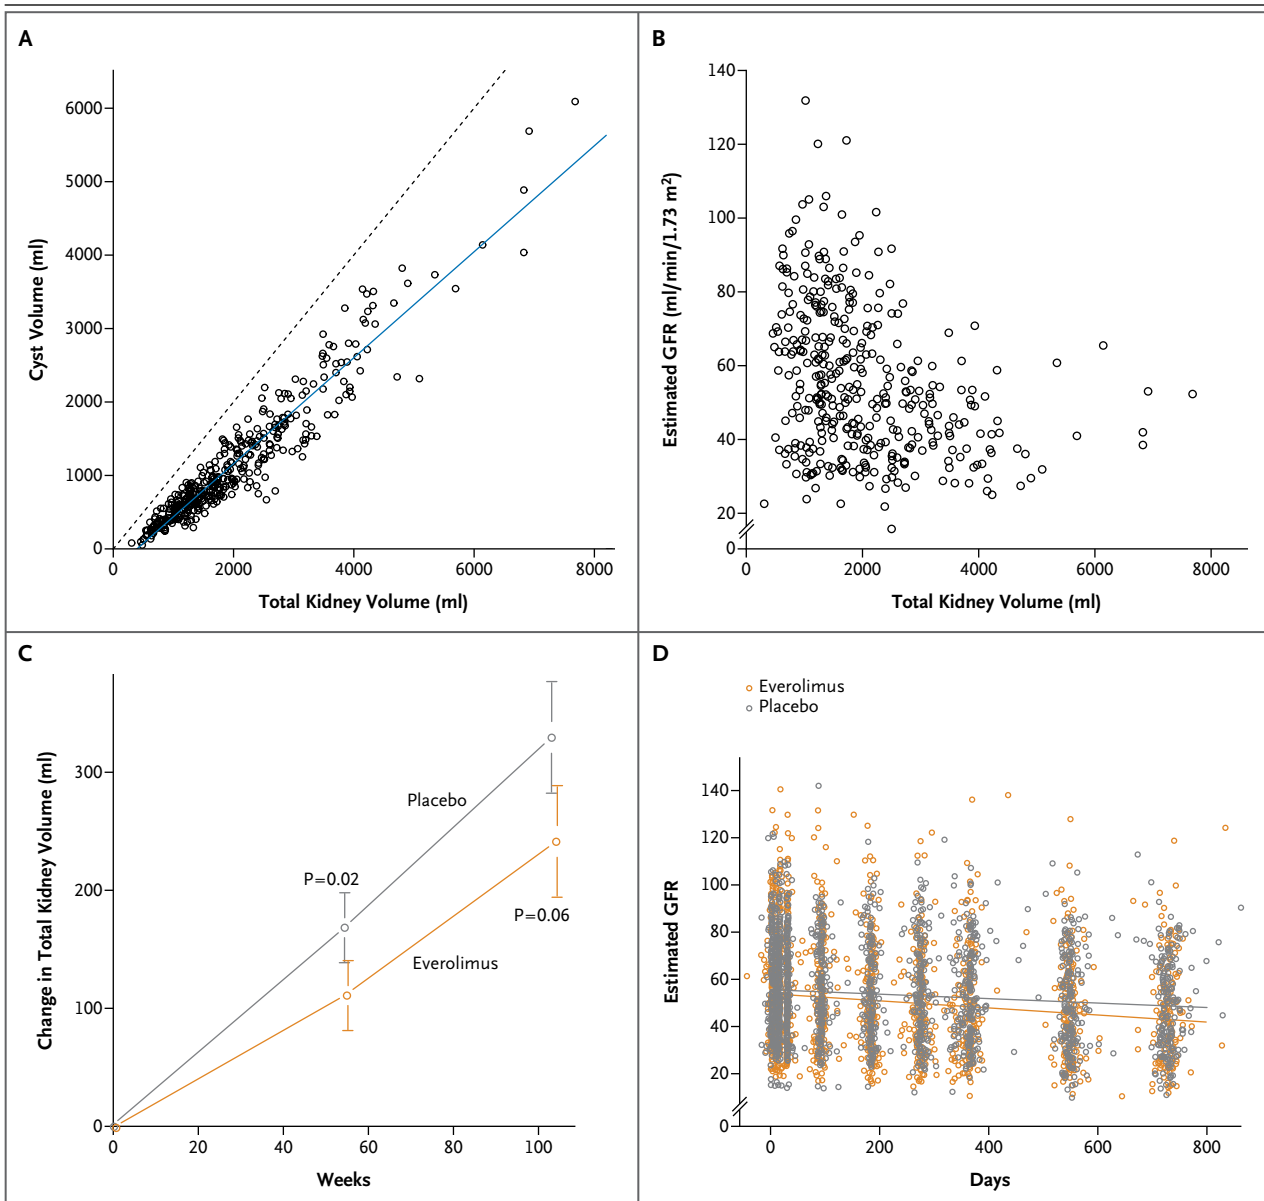 A
Cyst Volume (ml)
6000
5000
4000
3000
2000
1000
0
0 2000 4000 6000 8000
Total Kidney Volume (ml)
B
Estimated GFR (ml/min/1.73 m²)
140
120
100
80
60
40
20
0
0 2000 4000 6000 8000
Total Kidney Volume (ml)
C
Change in Total Kidney Volume (ml)
300
200
100
0
Placebo
P=0.02
P=0.06
Everolimus
0 20 40 60 80 100
Weeks
D
Everolimus
Placebo
Estimated GFR
140
120
100
80
60
40
20
0
0 200 400 600 800
Days